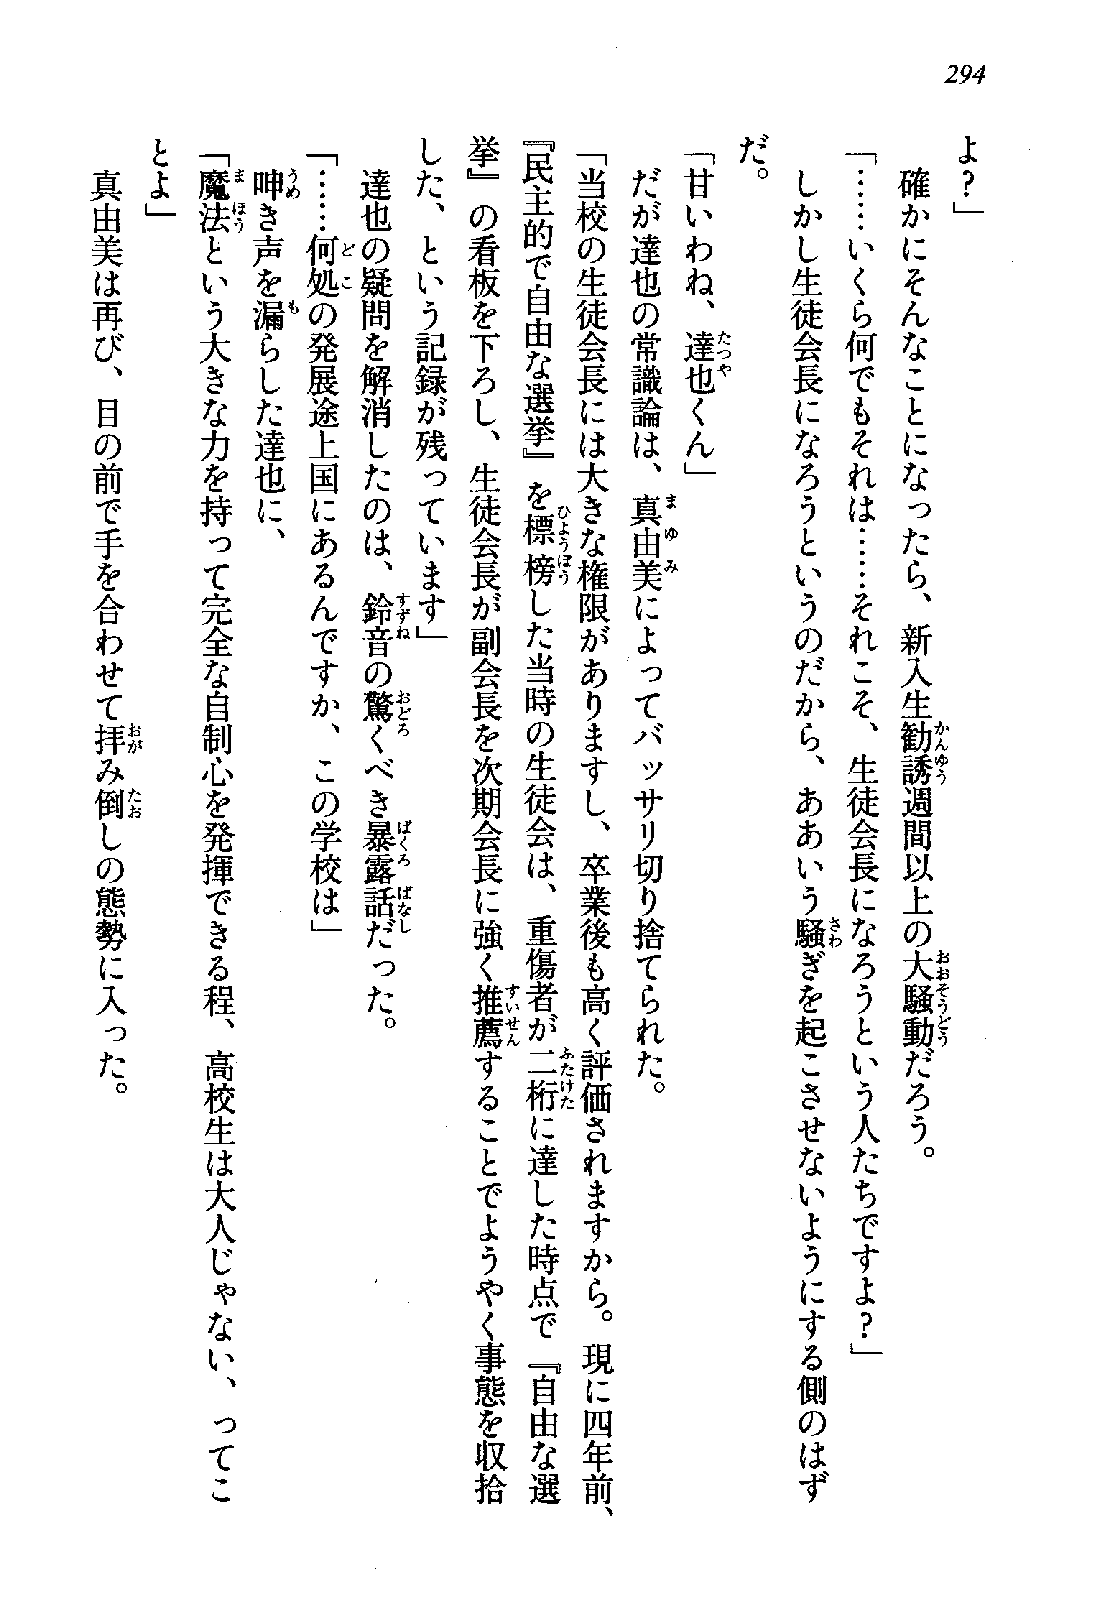 294
よ？」
確かにそんなことになったら、新入生勧誘週間以上の大騒動だろう。
「……いくら何でもそれは……それこそ、生徒会長になろうという人たちですよ？」
しかし生徒会長になろうというのだから、ああいう騒ぎを起こさせないようにする側のはず
だ。
「甘いわね、達也くん」
だが達也の常識論は、真由美によってバッサリ切り捨てられた。
「当校の生徒会長には大きな権限がありますし、卒業後も高く評価されますから。現に四年前、
『民主的で自由な選挙』を標榜した当時の生徒会は、重傷者が二桁に達した時点で『自由な選
挙』の看板を下ろし、生徒会長が副会長を次期会長に強く推薦することでようやく事態を収拾
した、という記録が残っています」
達也の疑問を解消したのは、鈴音の驚くべき暴露話だった。
「……何処の発展途上国にあるんですか、この学校は」
呻き声を漏らした達也に、
「魔法という大きな力を持って完全な自制心を発揮できる程、高校生は大人じゃない、ってこ
とよ」
真由美は再び、目の前で手を合わせて拝み倒しの態勢に入った。